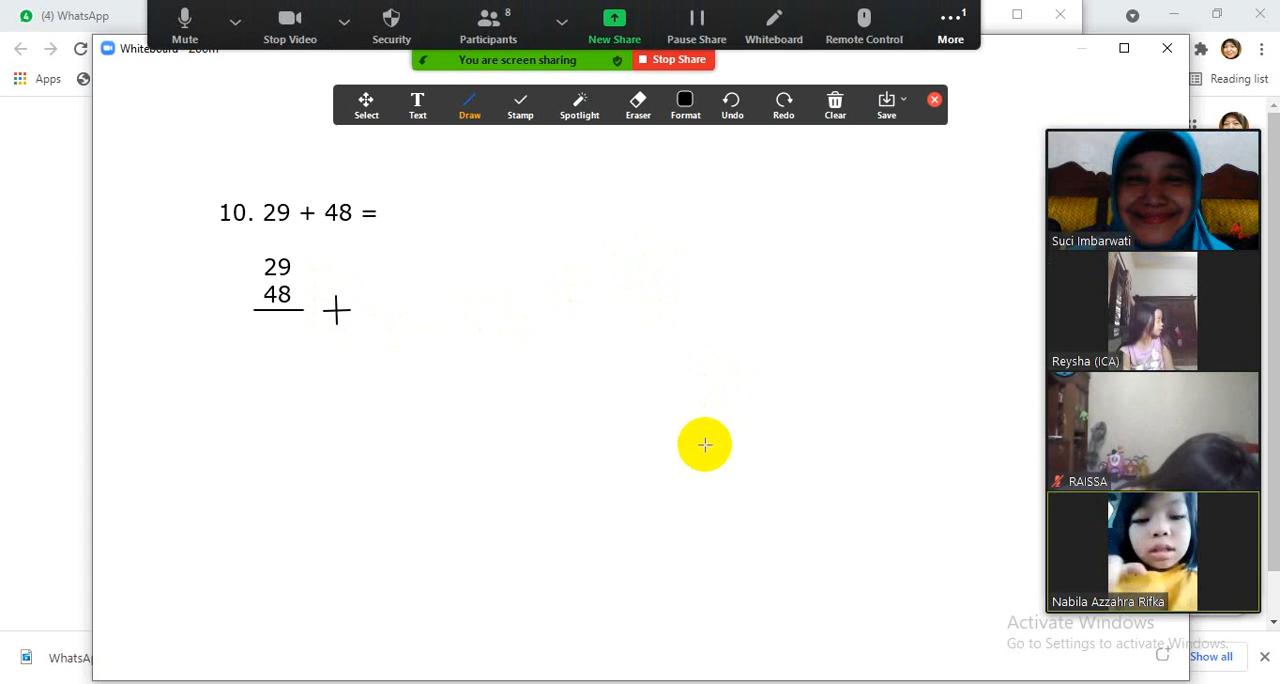 (4) WhatsApp
Mute
Stop Video
Security
8
Participants
New Share
Pause Share
Whiteboard
Remote Control
1
More
Apps
Reading list
You are screen sharing
Stop Share
Select
Text
Draw
Stamp
Spotlight
Eraser
Format
Undo
Redo
Clear
Save
10. 29 + 48 =
29
48
+
Suci Imbarwati
Reysha (ICA)
RAISSA
Nabila Azzahra Rifka
Activate Windows
Go to Settings to activate Windows.
Show all